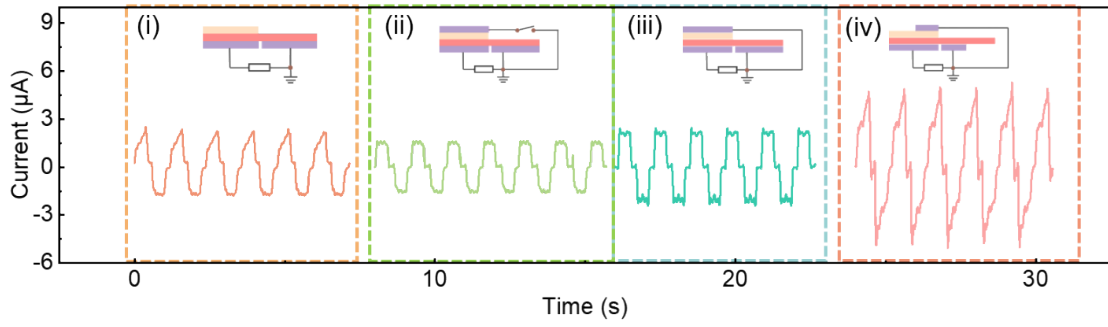 9
6
3
0
-3
-6
Current (μA)
(i)
(ii)
(iii)
(iv)
0
10
20
30
Time (s)